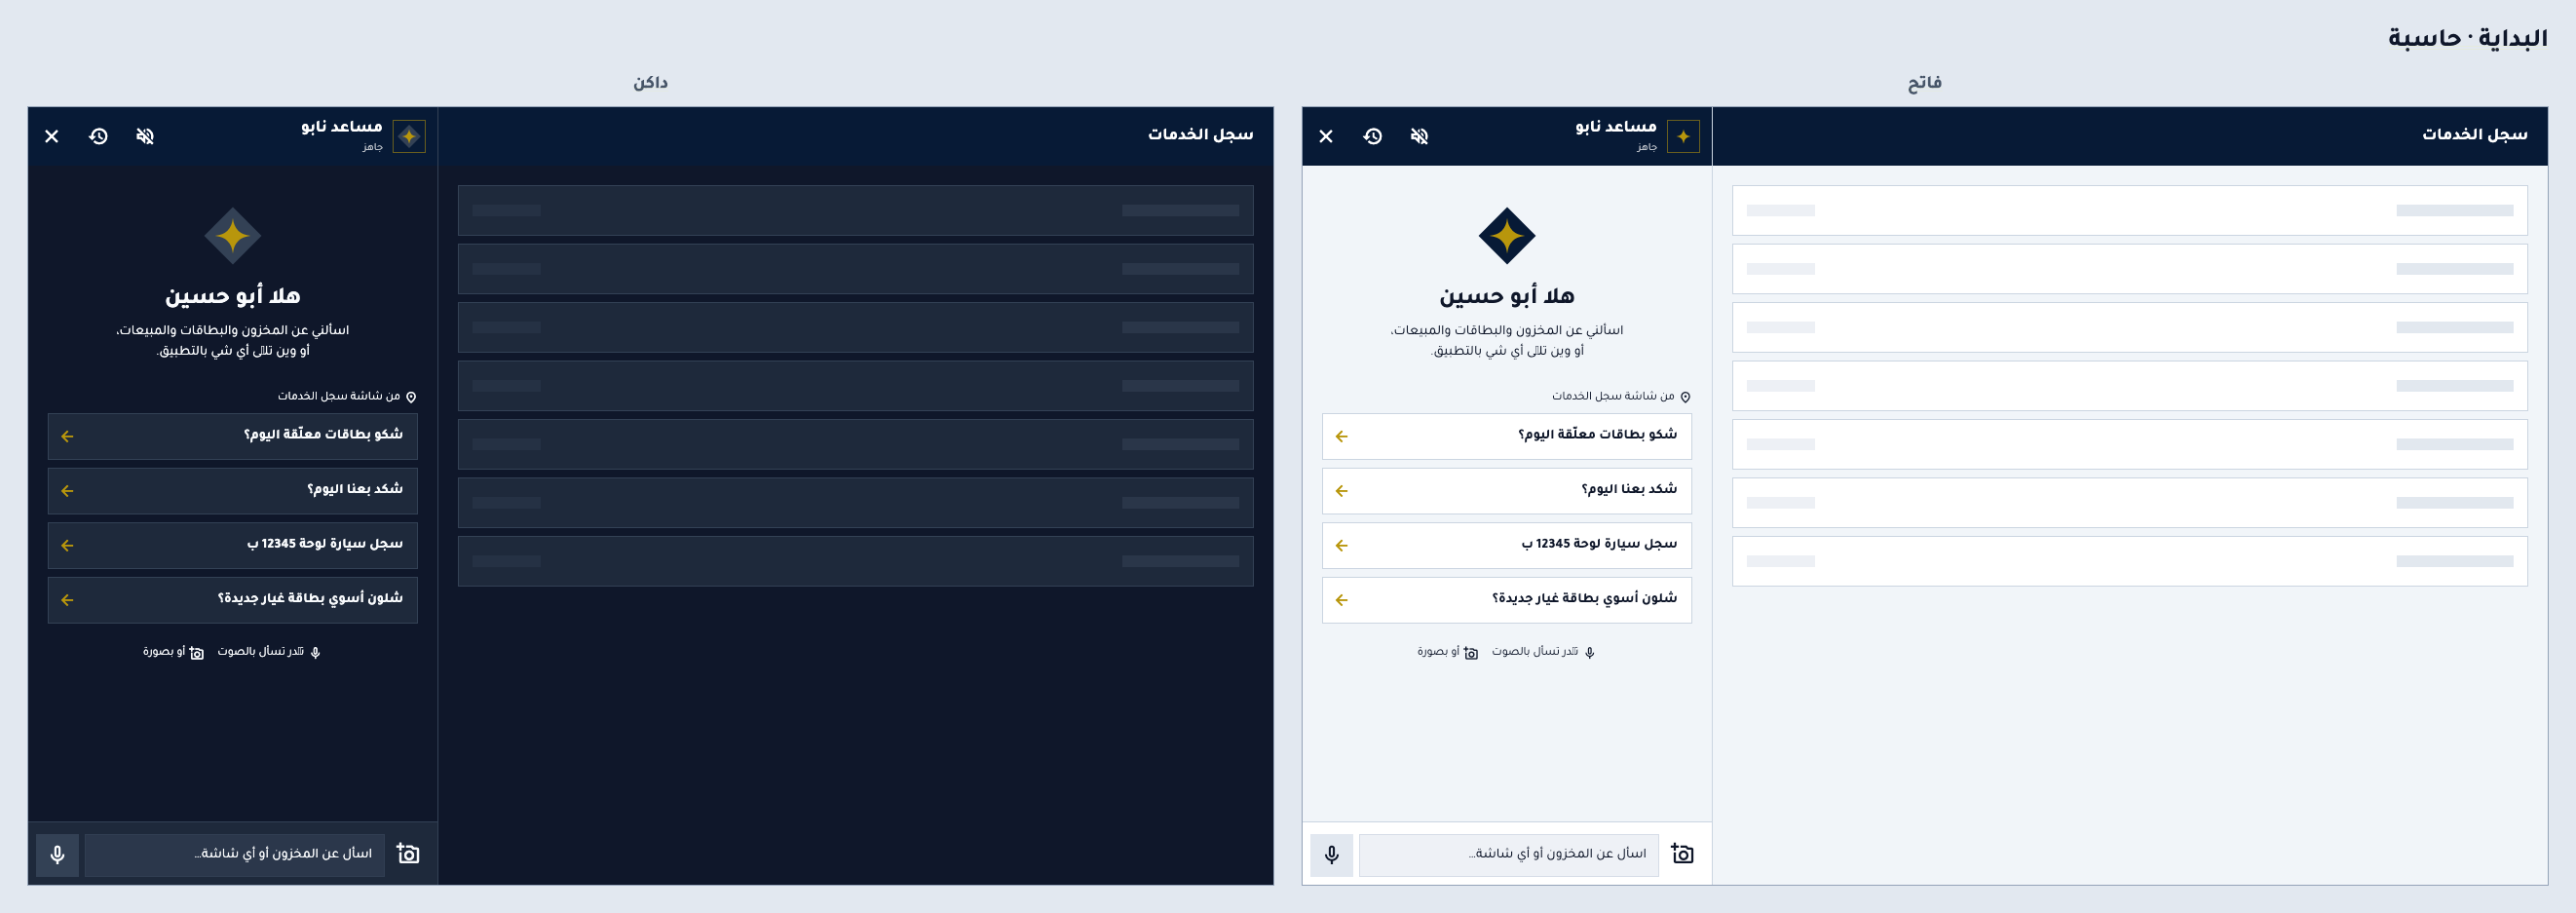 البداية · حاسبة
فاتح
سجل الخدمات
مساعد نابو
جاهز
هلا أبو حسين
اسألني عن المخزون والبطاقات والمبيعات،
أو وين أي شي بالتطبيق.
من شاشة سجل الخدمات
شكو بطاقات معلّقة اليوم؟
شكد بعنا اليوم؟
سجل سيارة لوحة 12345 ب
شلون أسوي بطاقة غيار جديدة؟
تسأل بالصوت أو بصورة
اسأل عن المخزون أو أي شاشة...
داكن
سجل الخدمات
مساعد نابو
جاهز
هلا أبو حسين
اسألني عن المخزون والبطاقات والمبيعات،
أو وين أي شي بالتطبيق.
من شاشة سجل الخدمات
شكو بطاقات معلّقة اليوم؟
شكد بعنا اليوم؟
سجل سيارة لوحة 12345 ب
شلون أسوي بطاقة غيار جديدة؟
تسأل بالصوت أو بصورة
اسأل عن المخزون أو أي شاشة...